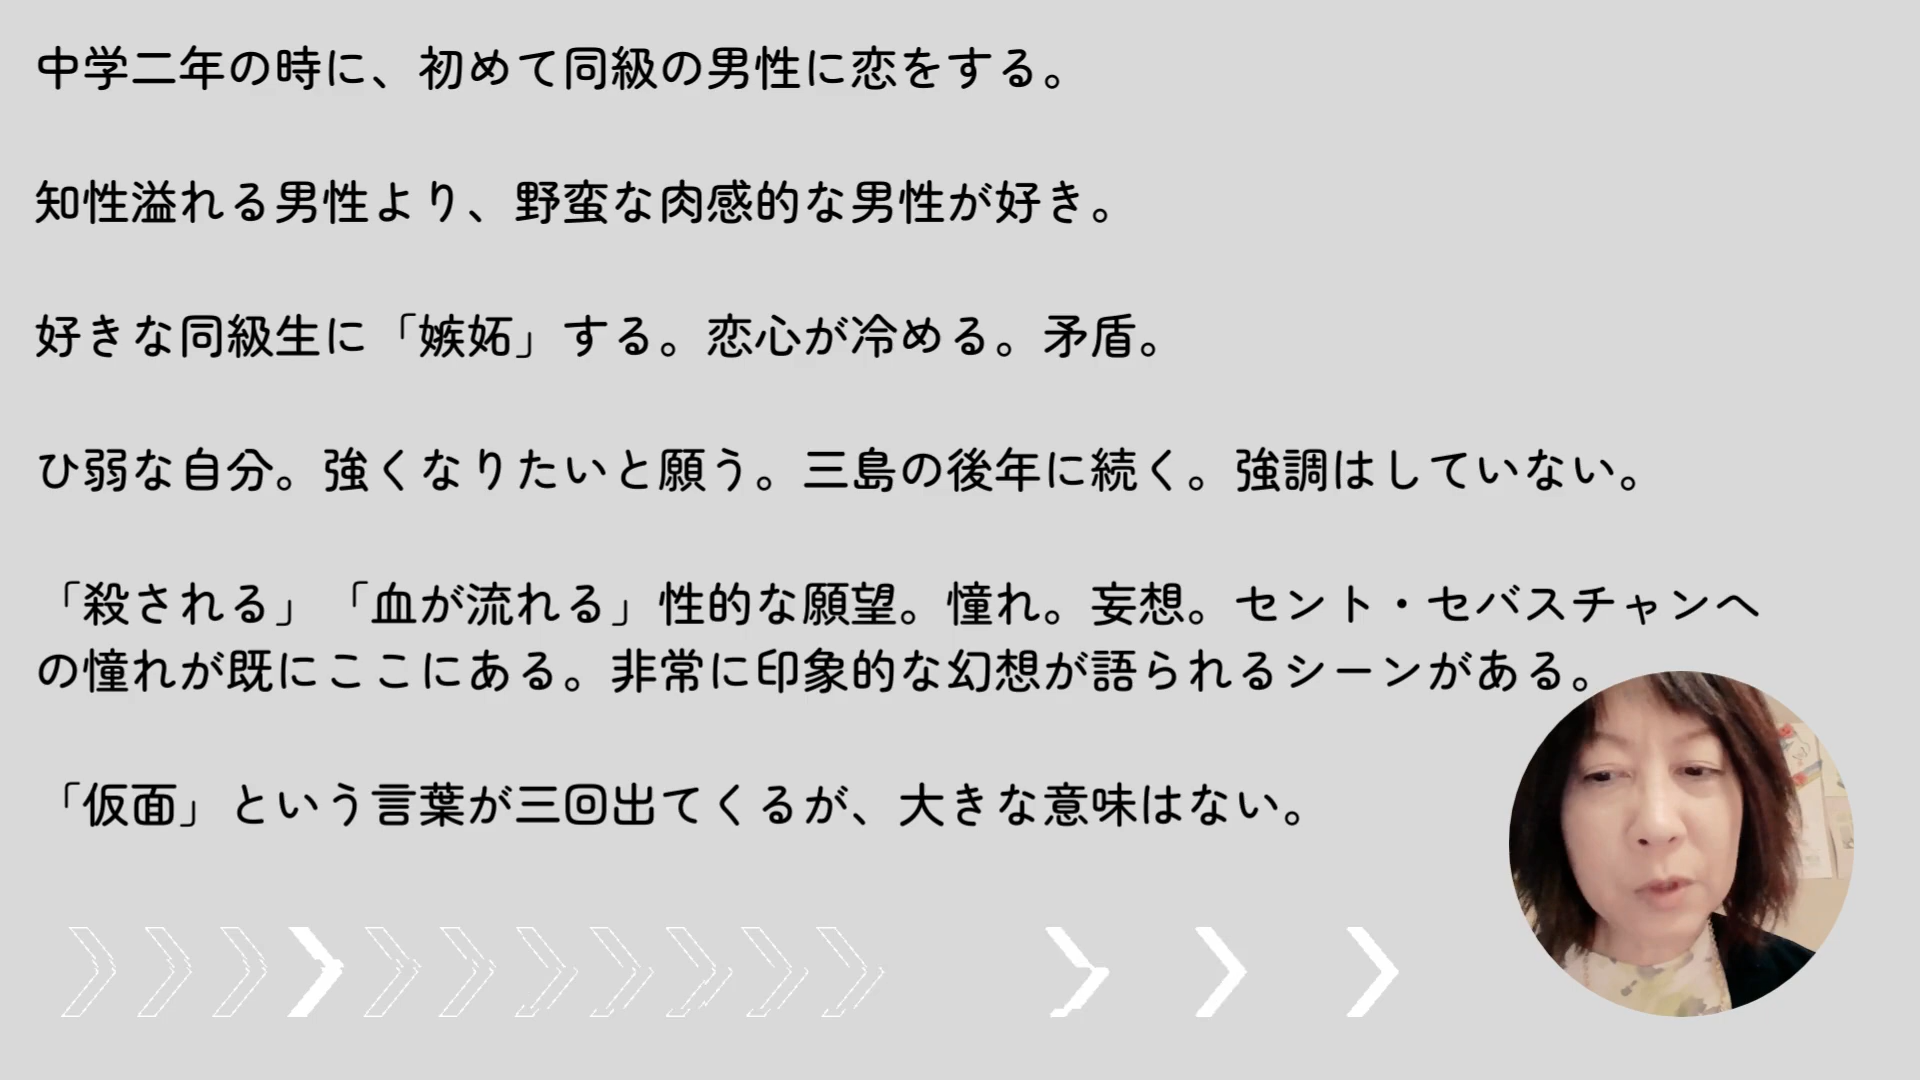 中学二年の時に、初めて同級の男性に恋をする。
知性溢れる男性より、野蛮な肉感的な男性が好き。
好きな同級生に「嫉妬」する。恋心が冷める。矛盾。
ひ弱な自分。強くなりたいと願う。三島の後年に続く。強調はしていない。
「殺される」「血が流れる」性的な願望。憧れ。妄想。セント・セバスチャンへ
の憧れが既にここにある。非常に印象的な幻想が語られるシーンがある。
「仮面」という言葉が三回出てくるが、大きな意味はない。